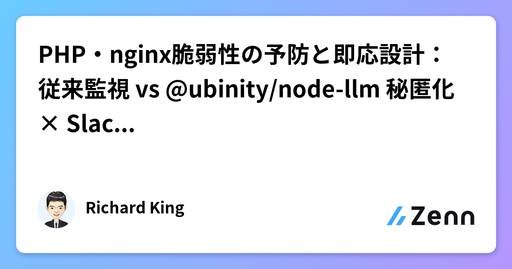 PHP・nginx脆弱性の予防と即応設計：
従来監視 vs @ubinity/node-llm 秘匿化
× Slac...
Richard King
Zenn